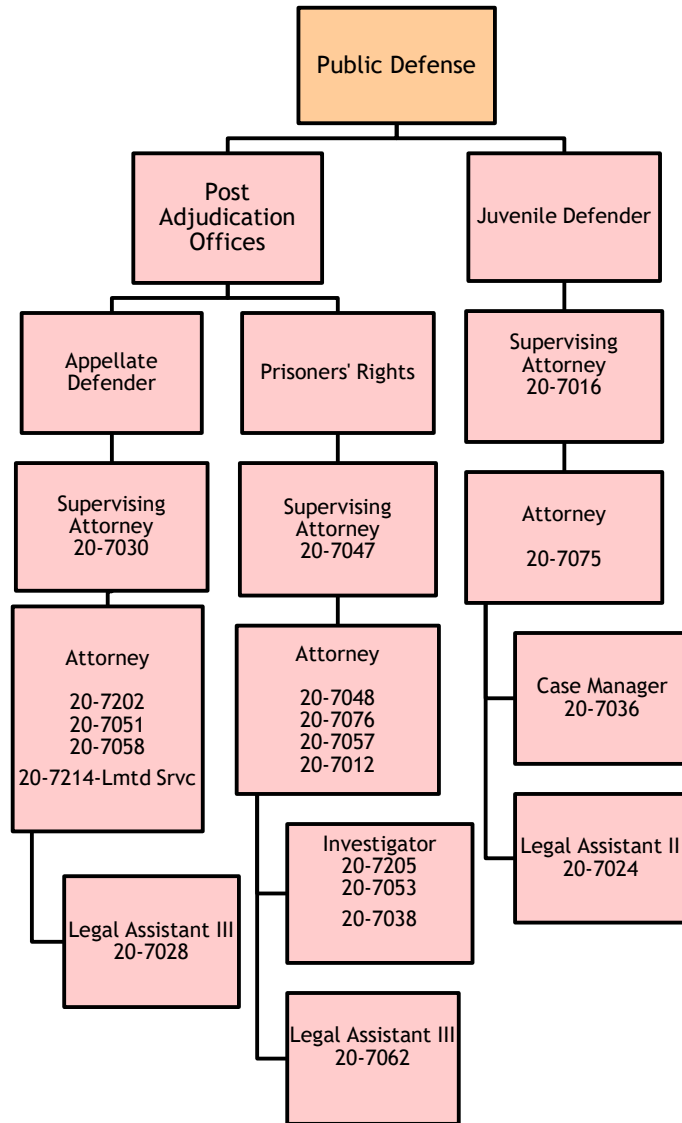 Public Defense
Post
Adjudication
Offices
Juvenile Defender
Appellate
Defender
Prisoners' Rights
Supervising
Attorney
20-7016
Supervising
Attorney
20-7030
Supervising
Attorney
20-7047
Attorney
20-7075
Attorney
20-7202
20-7051
20-7058
20-7214-Lmtd Srvc
Attorney
20-7048
20-7076
20-7057
20-7012
Case Manager
20-7036
Investigator
20-7205
20-7053
20-7038
Legal Assistant II
20-7024
Legal Assistant III
20-7028
Legal Assistant III
20-7062